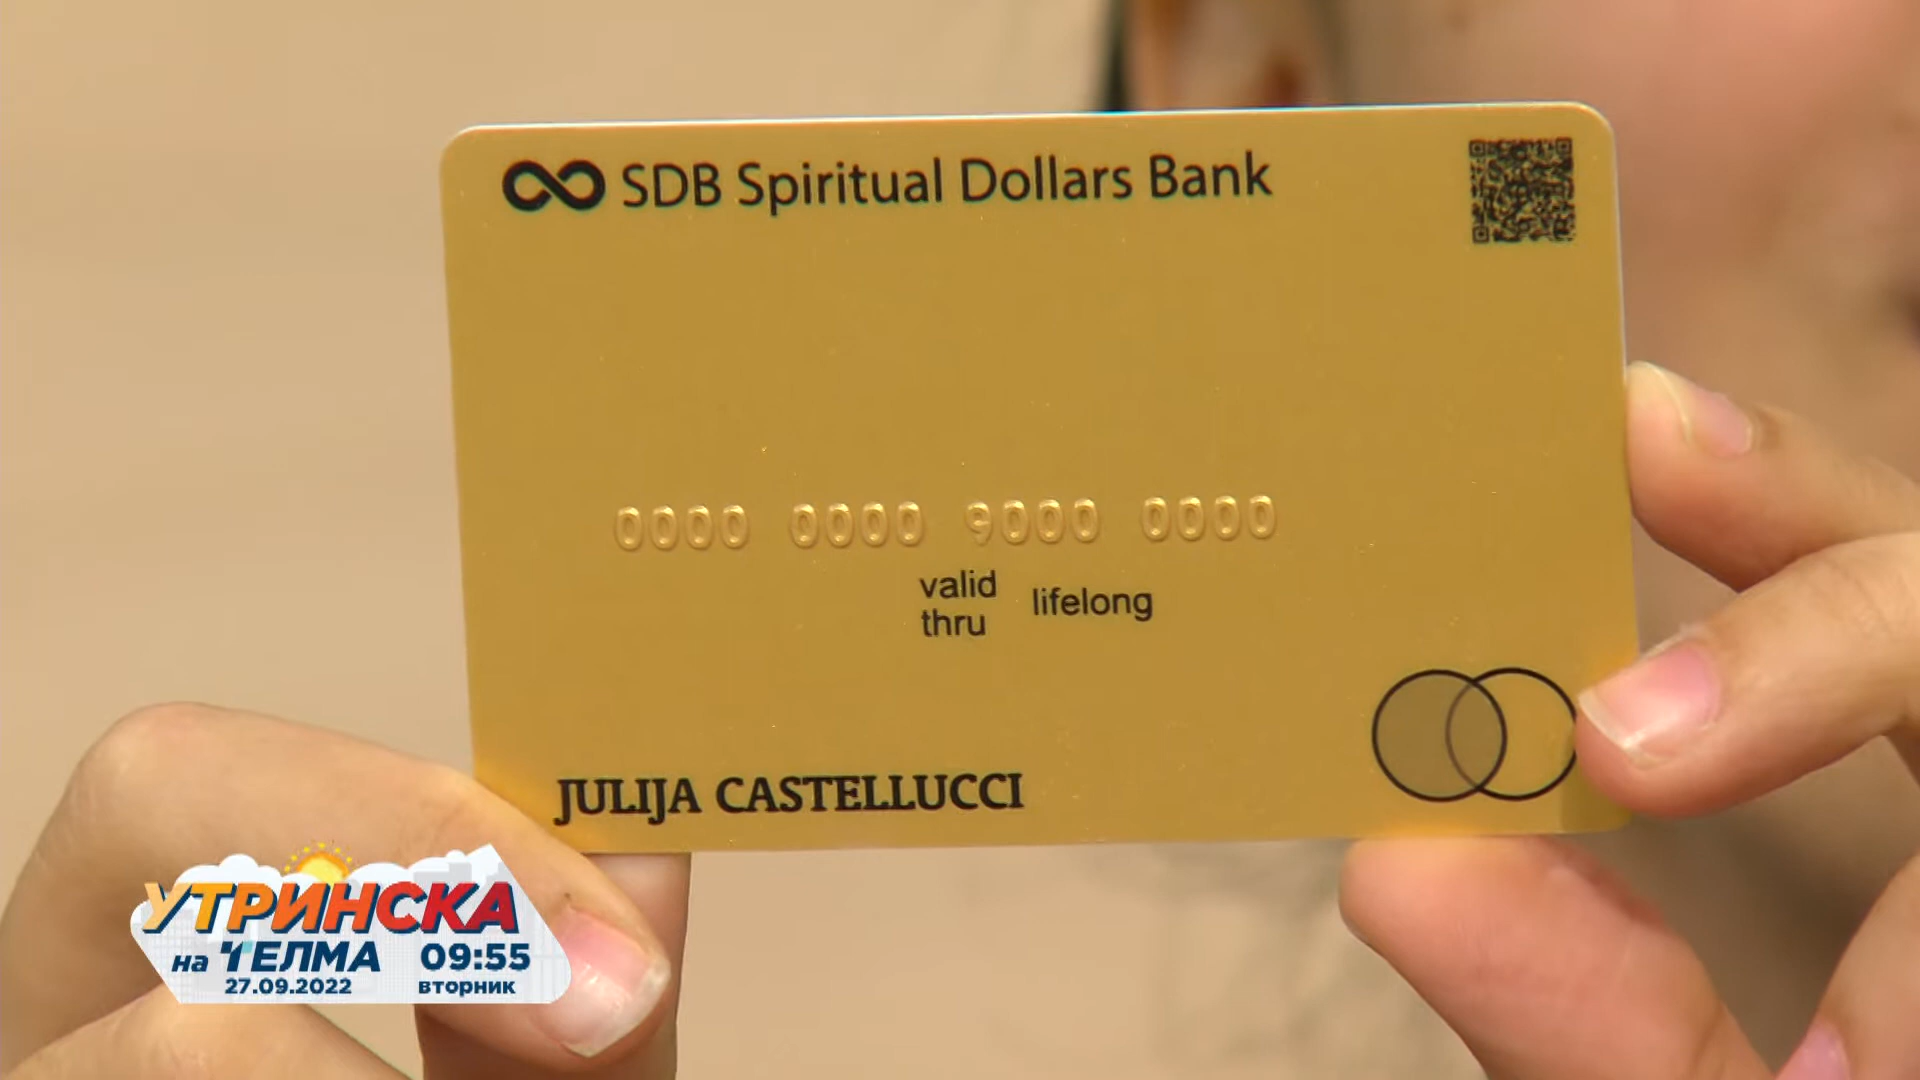 SDB Spiritual Dollars Bank
0000 0000 9000 0000
valid thru lifelong
JULIJA CASTELLUCCI
УТРИНСКА
на ТЕЛМА 09:55
27.09.2022 вторник